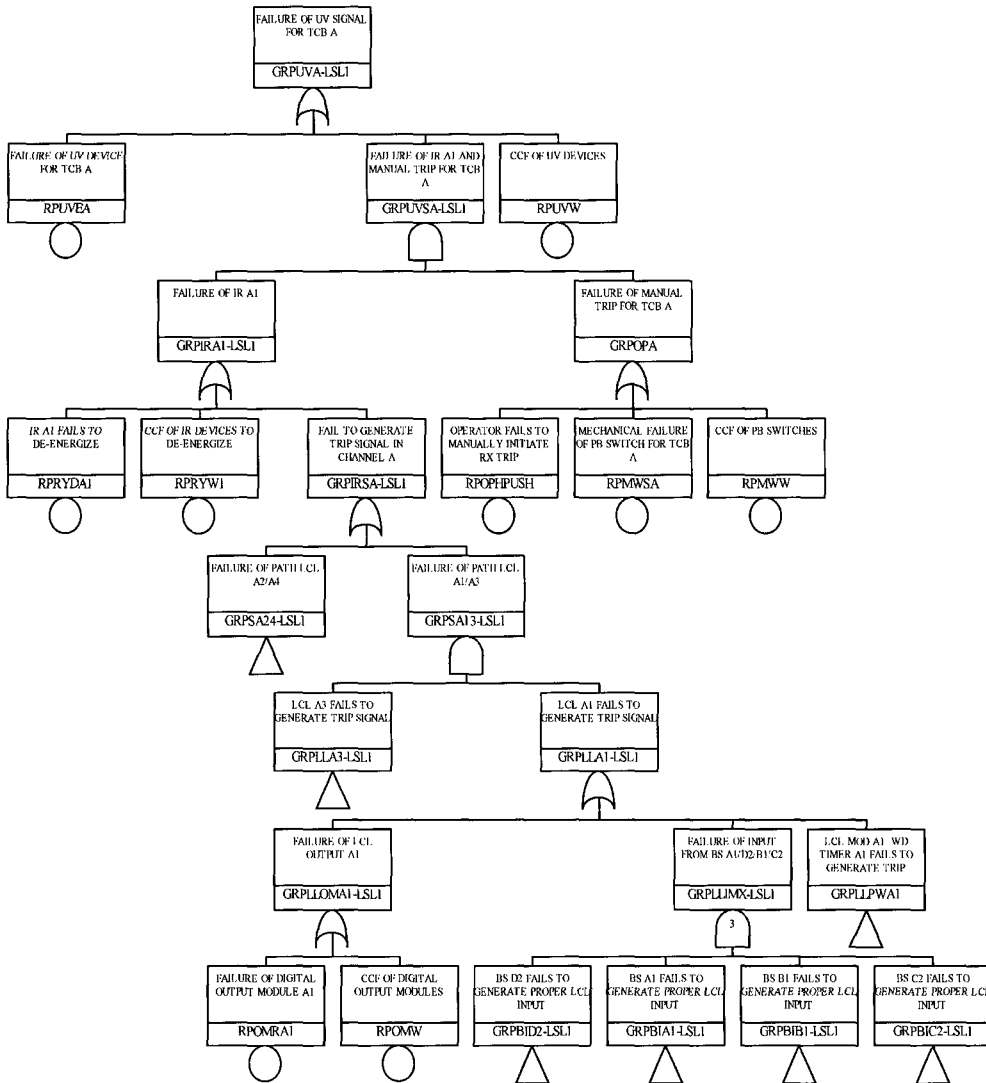 FAILURE OF UV SIGNAL
FOR TCB A
GRPUVA-LSL1
FAILURE OF UV DEVICE
FOR TCB A
RPUVEA
FAILURE OF IR A1 AND
MANUAL TRIP FOR TCB
A
GRPUVSA-LSL1
CCF OF UV DEVICES
RPUVW
FAILURE OF IR A1
GRPIRA1-LSL1
FAILURE OF MANUAL
TRIP FOR TCB A
GRPOPA
IR A1 FAILS TO
DE-ENERGIZE
RPRYDA1
CCF OF IR DEVICES TO
DE-ENERGIZE
RPRYW1
FAIL TO GENERATE
TRIP SIGNAL IN
CHANNEL A
GRPIRSA-LSL1
OPERATOR FAILS TO
MANUALLY INITIATE
RX TRIP
RPOPHPUSH
MECHANICAL FAILURE
OF PB SWITCH FOR TCB
A
RPMWSA
CCF OF PB SWITCHES
RPMWW
FAILURE OF PATH LCL
A2/A4
GRPSA24-LSL1
FAILURE OF PATH LCL
A1/A3
GRPSA13-LSL1
LCL A3 FAILS TO
GENERATE TRIP SIGNAL
GRPLLA3-LSL1
LCL A1 FAILS TO
GENERATE TRIP SIGNAL
GRPLLA1-LSL1
FAILURE OF LCL
OUTPUT A1
GRPLLOMA1-LSL1
FAILURE OF INPUT
FROM BS A1/D2/B1/C2
GRPLLIMX-LSL1
LCL MOD A1 WD
TIMER A1 FAILS TO
GENERATE TRIP
GRPLLPWA1
3
FAILURE OF DIGITAL
OUTPUT MODULE A1
RPOMRA1
CCF OF DIGITAL
OUTPUT MODULES
RPOMW
BS D2 FAILS TO
GENERATE PROPER LCL
INPUT
GRPBID2-LSL1
BS A1 FAILS TO
GENERATE PROPER LCL
INPUT
GRPBIA1-LSL1
BS B1 FAILS TO
GENERATE PROPER LCL
INPUT
GRPBIB1-LSL1
BS C2 FAILS TO
GENERATE PROPER LCL
INPUT
GRPBIC2-LSL1